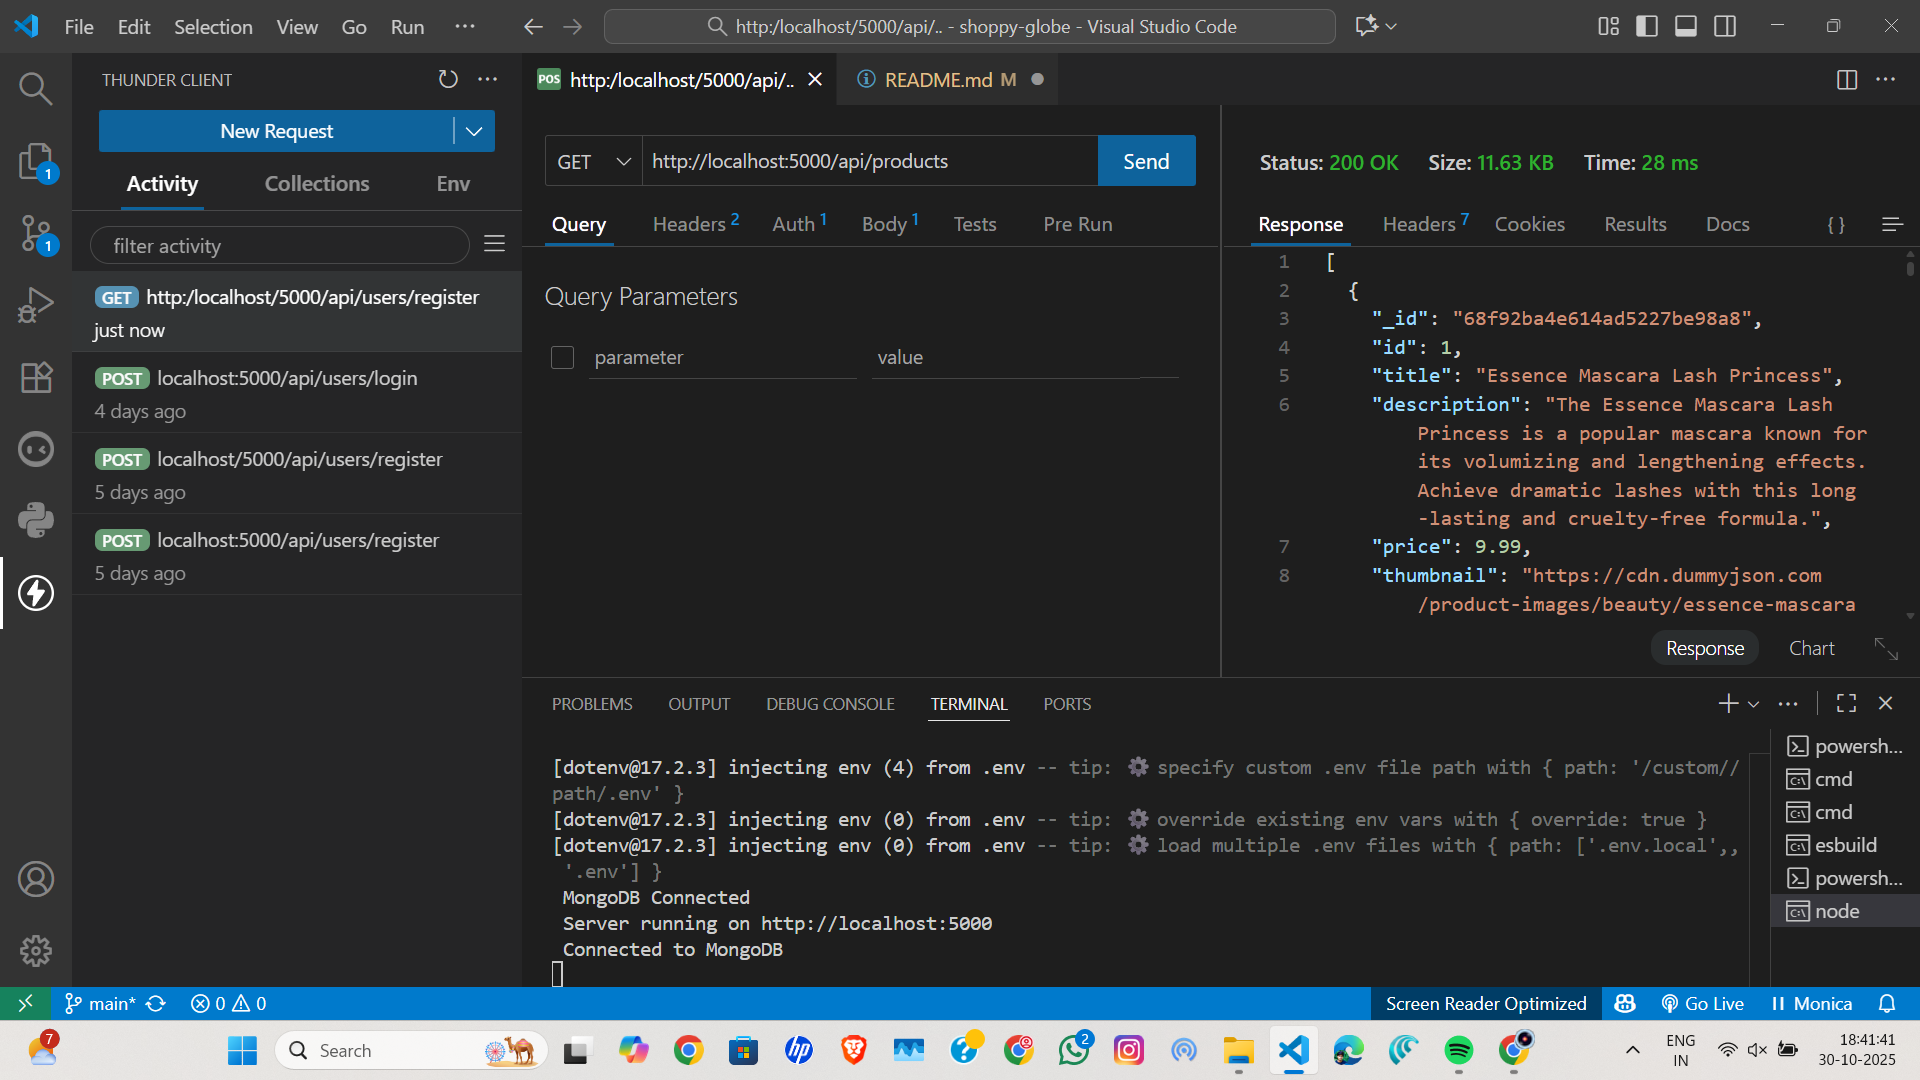 File Edit Selection View Go Run ···
http:/localhost/5000/api/.. - shoppy-globe - Visual Studio Code
THUNDER CLIENT
New Request
Activity Collections Env
filter activity
GET http:/localhost/5000/api/users/register
just now
POST localhost:5000/api/users/login
4 days ago
POST localhost/5000/api/users/register
5 days ago
POST localhost:5000/api/users/register
5 days ago
1
1
POS http:/localhost/5000/api/..
README.md M
GET http://localhost:5000/api/products Send
Query Headers 2 Auth 1 Body 1 Tests Pre Run
Query Parameters
parameter value
Status: 200 OK Size: 11.63 KB Time: 28 ms
Response Headers 7 Cookies Results Docs { }
1 [
2 {
3 "_id": "68f92ba4e614ad5227be98a8",
4 "id": 1,
5 "title": "Essence Mascara Lash Princess",
6 "description": "The Essence Mascara Lash
Princess is a popular mascara known for
its volumizing and lengthening effects.
Achieve dramatic lashes with this long
-lasting and cruelty-free formula.",
7 "price": 9.99,
8 "thumbnail": "https://cdn.dummyjson.com
/product-images/beauty/essence-mascara
Response Chart
PROBLEMS OUTPUT DEBUG CONSOLE TERMINAL PORTS
[dotenv@17.2.3] injecting env (4) from .env -- tip: ⚙ specify custom .env file path with { path: '/custom//
path/.env' }
[dotenv@17.2.3] injecting env (0) from .env -- tip: ⚙ override existing env vars with { override: true }
[dotenv@17.2.3] injecting env (0) from .env -- tip: ⚙ load multiple .env files with { path: ['.env.local',,
'.env'] }
MongoDB Connected
Server running on http://localhost:5000
Connected to MongoDB
powersh...
cmd
cmd
esbuild
powersh...
node
main* 0 0
Screen Reader Optimized Go Live Monica
7
Search
hp
2
ENG
IN
18:41:41
30-10-2025